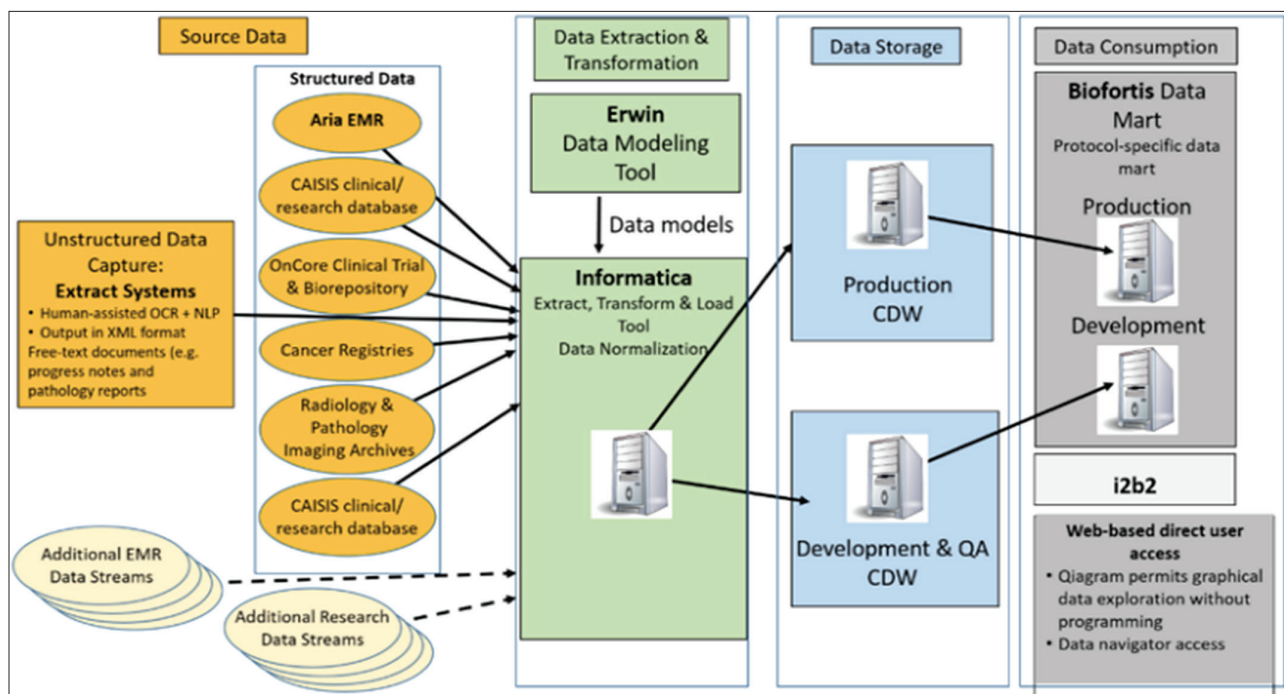 Source Data
Structured Data
Aria EMR
CAISIS clinical/
research database
OnCore Clinical Trial
& Biorepository
Cancer Registries
Radiology &
Pathology
Imaging Archives
CAISIS clinical/
research database
Unstructured Data
Capture:
Extract Systems
• Human-assisted OCR + NLP
• Output in XML format
Free-text documents (e.g.
progress notes and
pathology reports
Additional EMR
Data Streams
Additional Research
Data Streams
Data Extraction &
Transformation
Erwin
Data Modeling
Tool
Data models
Informatica
Extract, Transform & Load
Tool
Data Normalization
Data Storage
Production
CDW
Development & QA
CDW
Data Consumption
Biofortis Data
Mart
Protocol-specific data
mart
Production
Development
i2b2
Web-based direct user
access
• Qiagram permits graphical
data exploration without
programming
• Data navigator access